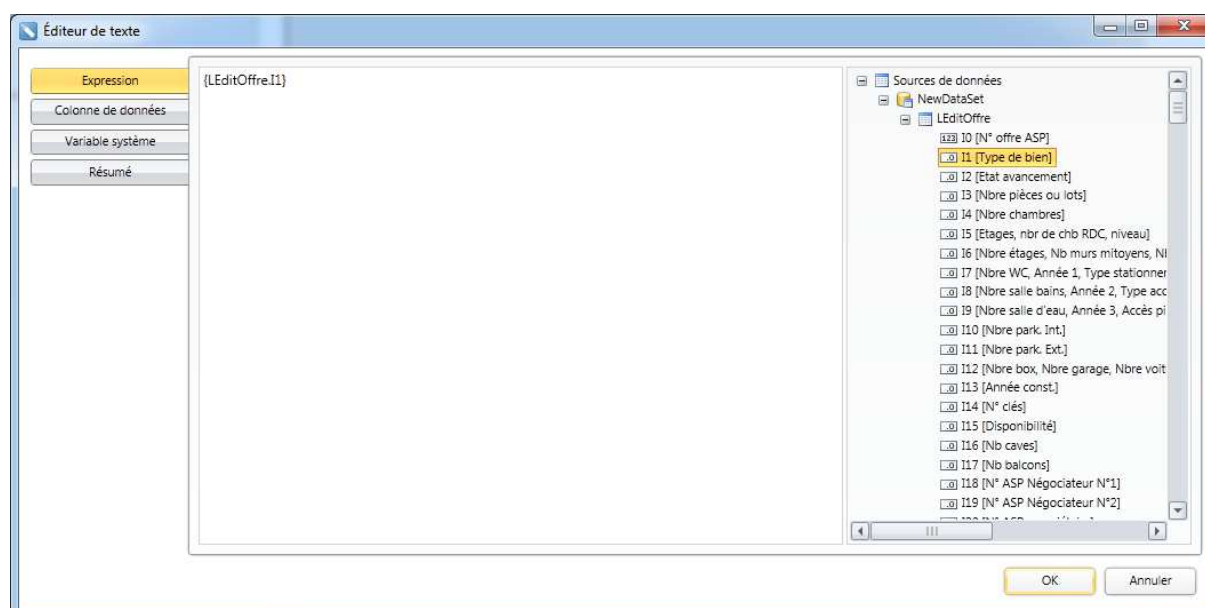 Éditeur de texte
Expression
Colonne de données
Variable système
Résumé
{LEditOffre.I1}
Sources de données
NewDataSet
LEditOffre
I0 [N° offre ASP]
I1 [Type de bien]
I2 [Etat avancement]
I3 [Nbre pièces ou lots]
I4 [Nbre chambres]
I5 [Etages, nbr de chb RDC, niveau]
I6 [Nbre étages, Nb murs mitoyens,
I7 [Nbre WC, Année 1, Type stationner
I8 [Nbre salle bains, Année 2, Type acc
I9 [Nbre salle d'eau, Année 3, Accès pi
I10 [Nbre park. Int.]
I11 [Nbre park. Ext.]
I12 [Nbre box, Nbre garage, Nbre voit
I13 [Année const.]
I14 [N° clés]
I15 [Disponibilité]
I16 [Nb caves]
I17 [Nb balcons]
I18 [N° ASP Négociateur N°1]
I19 [N° ASP Négociateur N°2]
OK
Annuler